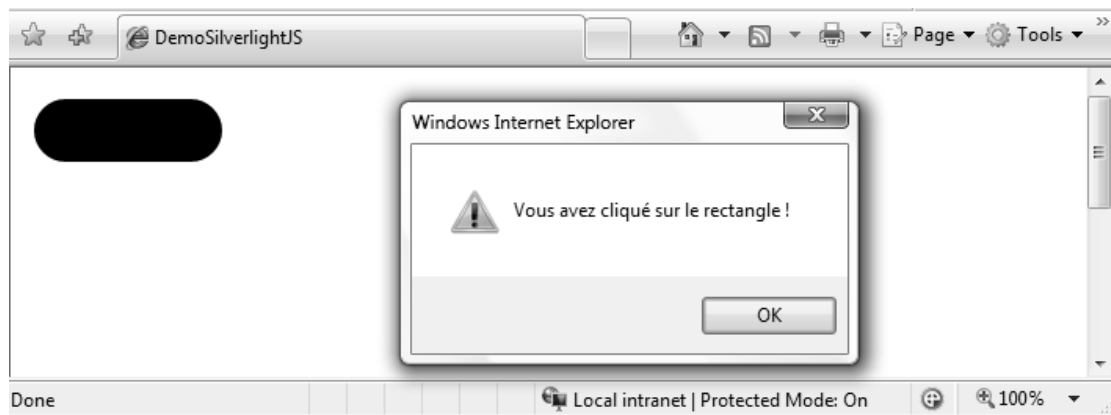 DemoSilverlightJS
Page
Tools
»
Windows Internet Explorer
Vous avez cliqué sur le rectangle !
OK
Done
Local intranet | Protected Mode: On
100%